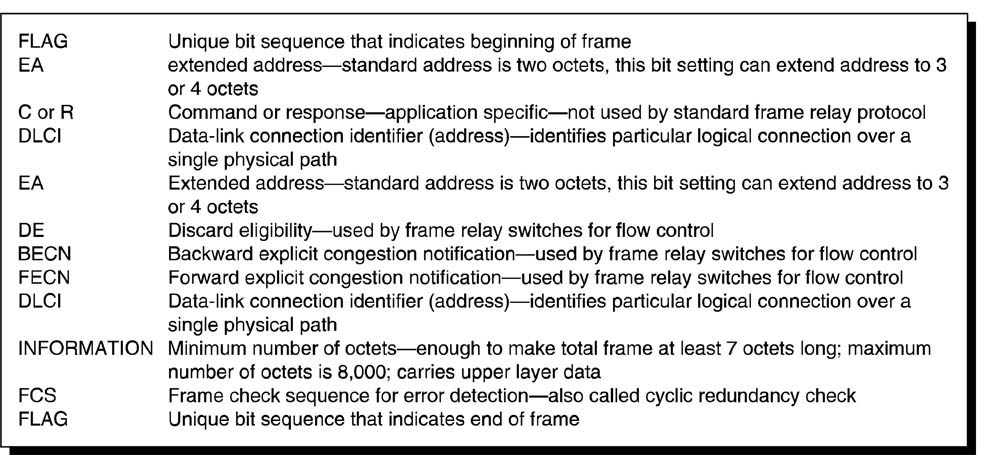 FLAG Unique bit sequence that indicates beginning of frame
EA extended address—standard address is two octets, this bit setting can extend address to 3
or 4 octets
C or R Command or response—application specific—not used by standard frame relay protocol
DLCI Data-link connection identifier (address)—identifies particular logical connection over a
single physical path
EA Extended address—standard address is two octets, this bit setting can extend address to 3
or 4 octets
DE Discard eligibility—used by frame relay switches for flow control
BECN Backward explicit congestion notification—used by frame relay switches for flow control
FECN Forward explicit congestion notification—used by frame relay switches for flow control
DLCI Data-link connection identifier (address)—identifies particular logical connection over a
single physical path
INFORMATION Minimum number of octets—enough to make total frame at least 7 octets long; maximum
number of octets is 8,000; carries upper layer data
FCS Frame check sequence for error detection—also called cyclic redundancy check
FLAG Unique bit sequence that indicates end of frame